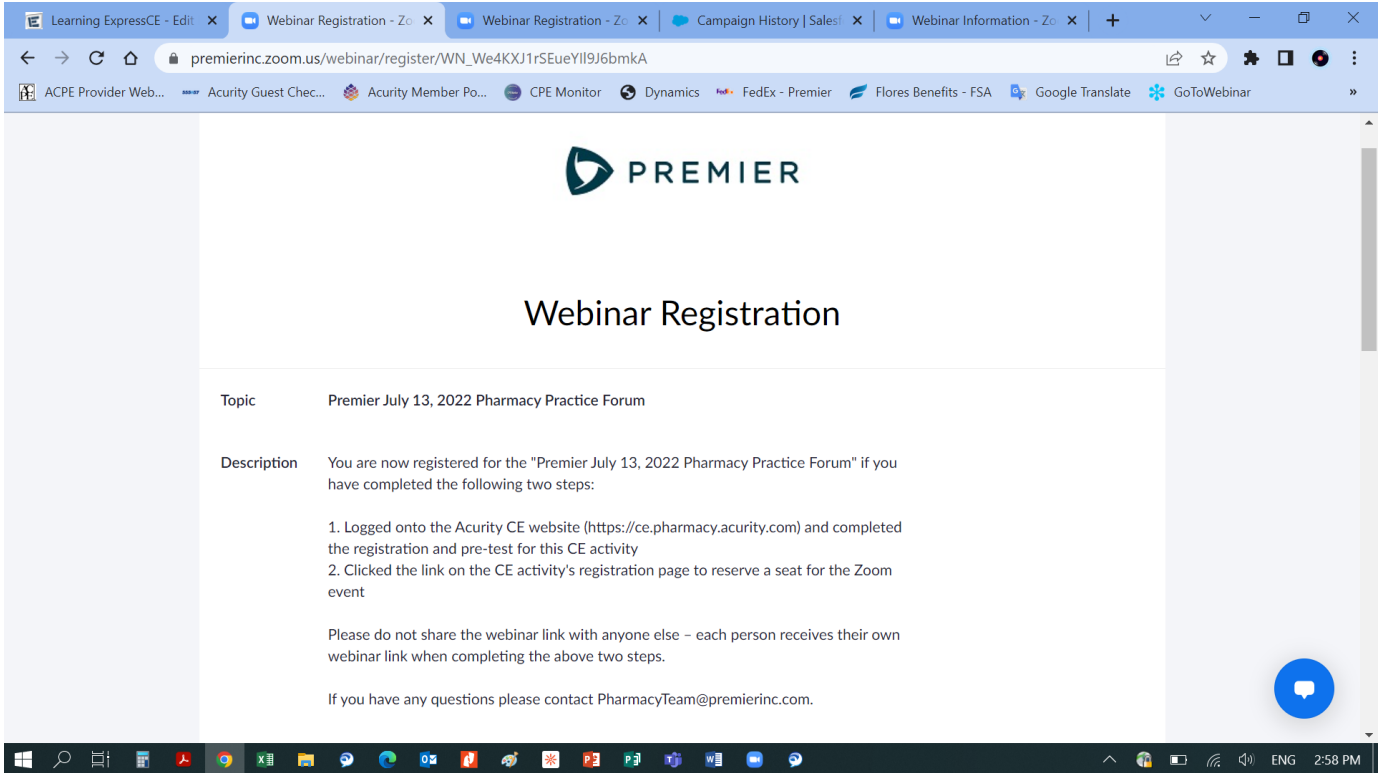 Learning ExpressCE - Edit
Webinar Registration - Zo
Webinar Registration - Zo
Campaign History | Salesf
Webinar Information - Zo
premierinc.zoom.us/webinar/register/WN_We4KXJ1rSEueYIl9J6bmkA
ACPE Provider Web...
Acurity Guest Chec...
Acurity Member Po...
CPE Monitor
Dynamics
FedEx - Premier
Flores Benefits - FSA
Google Translate
GoToWebinar
»
PREMIER
Webinar Registration
Topic Premier July 13, 2022 Pharmacy Practice Forum
Description You are now registered for the "Premier July 13, 2022 Pharmacy Practice Forum" if you
have completed the following two steps:
1. Logged onto the Acurity CE website (https://ce.pharmacy.acurity.com) and completed
the registration and pre-test for this CE activity
2. Clicked the link on the CE activity's registration page to reserve a seat for the Zoom
event
Please do not share the webinar link with anyone else – each person receives their own
webinar link when completing the above two steps.
If you have any questions please contact PharmacyTeam@premierinc.com.
ENG 2:58 PM